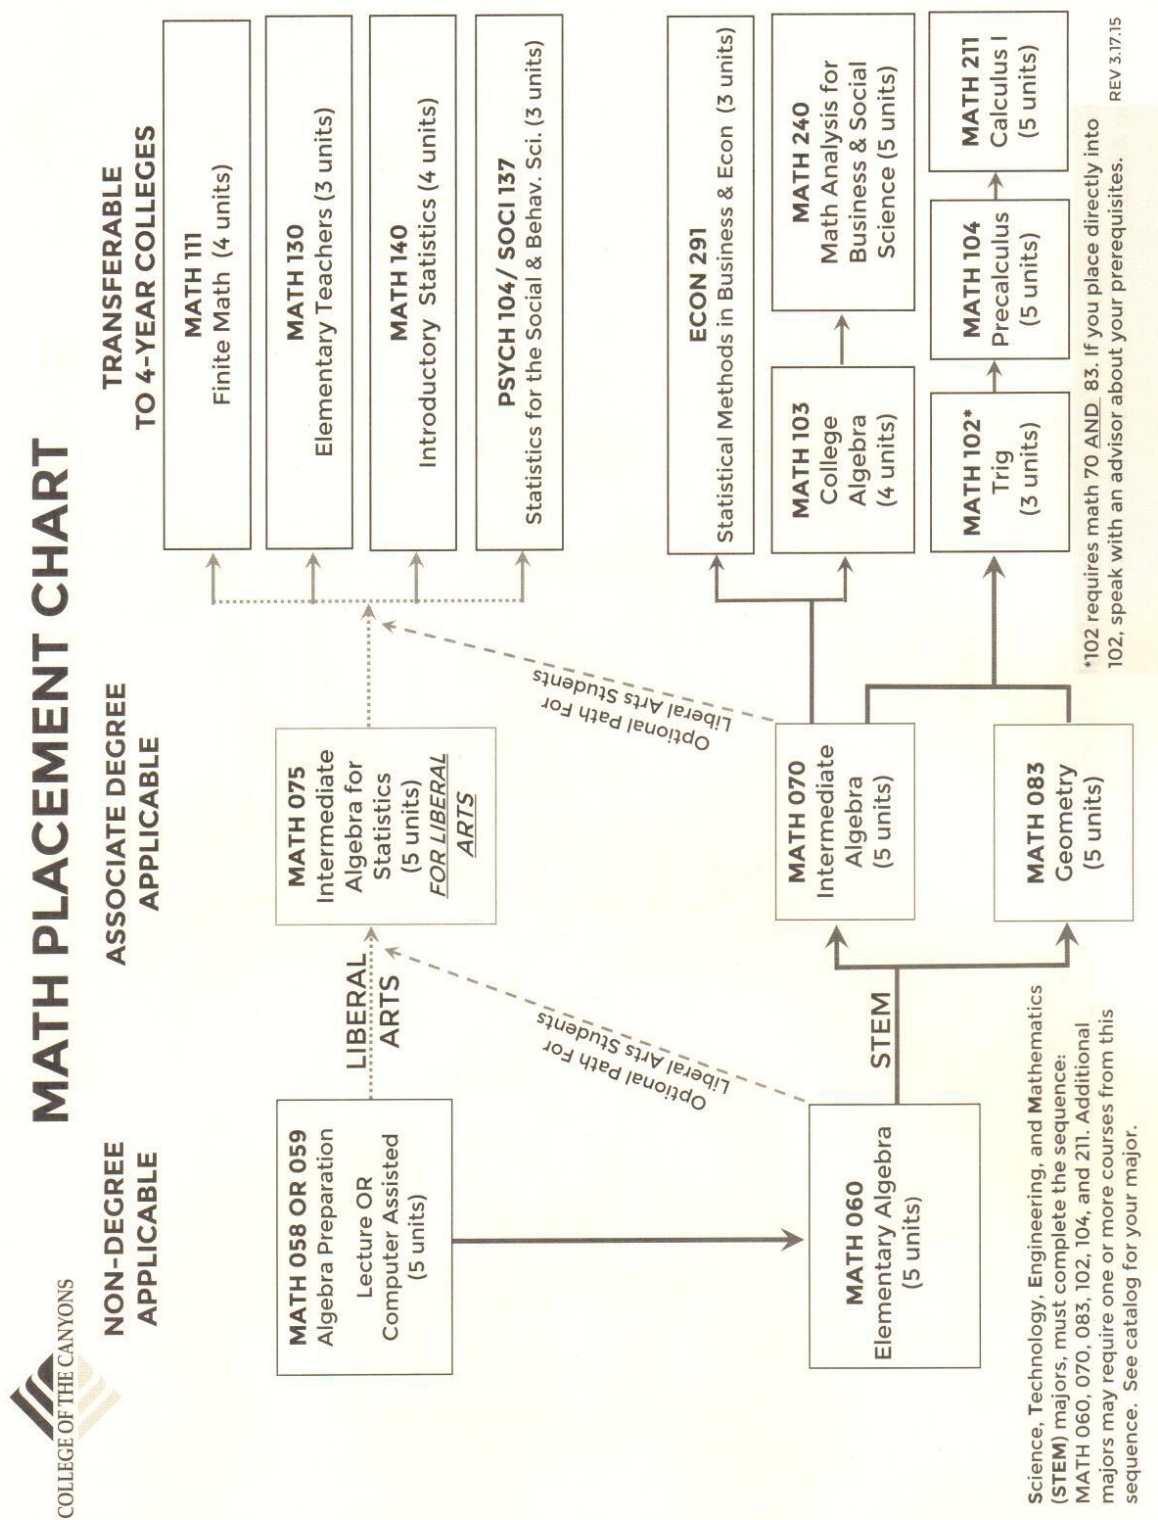 COLLEGE OF THE CANYONS
MATH PLACEMENT CHART
NON-DEGREE
APPLICABLE
ASSOCIATE DEGREE
APPLICABLE
TRANSFERABLE
TO 4-YEAR COLLEGES
MATH 058 OR 059
Algebra Preparation
Lecture OR
Computer Assisted
(5 units)
LIBERAL
ARTS
MATH 075
Intermediate
Algebra for
Statistics
(5 units)
FOR LIBERAL
ARTS
MATH 111
Finite Math (4 units)
MATH 130
Elementary Teachers (3 units)
MATH 140
Introductory Statistics (4 units)
PSYCH 104/ SOCI 137
Statistics for the Social & Behav. Sci. (3 units)
Optional Path For
Liberal Arts Students
Optional Path For
Liberal Arts Students
MATH 060
Elementary Algebra
(5 units)
STEM
MATH 070
Intermediate
Algebra
(5 units)
MATH 083
Geometry
(5 units)
ECON 291
Statistical Methods in Business & Econ (3 units)
MATH 103
College
Algebra
(4 units)
MATH 240
Math Analysis for
Business & Social
Science (5 units)
MATH 102*
Trig
(3 units)
MATH 104
Precalculus
(5 units)
MATH 211
Calculus I
(5 units)
Science, Technology, Engineering, and Mathematics
(STEM) majors, must complete the sequence:
MATH 060, 070, 083, 102, 104, and 211. Additional
majors may require one or more courses from this
sequence. See catalog for your major.
*102 requires math 70 AND 83. If you place directly into
102, speak with an advisor about your prerequisites.
REV 3.17.15